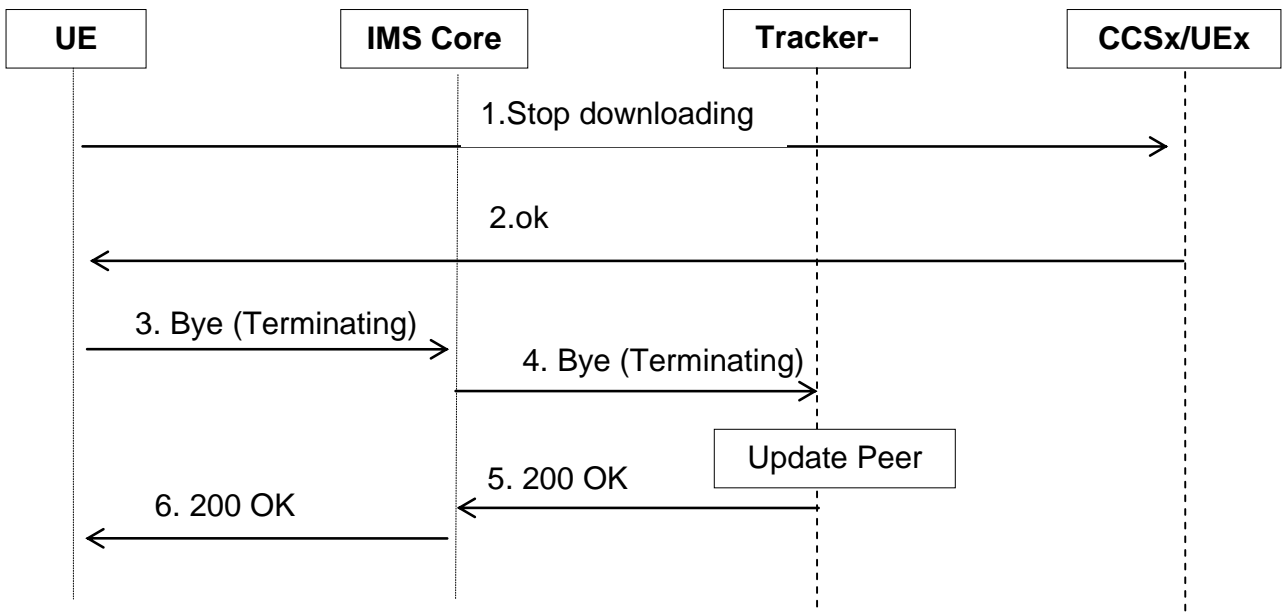 UE
IMS Core
Tracker-
CCSx/UEx
1.Stop downloading
2.ok
3. Bye (Terminating)
4. Bye (Terminating)
Update Peer
5. 200 OK
6. 200 OK